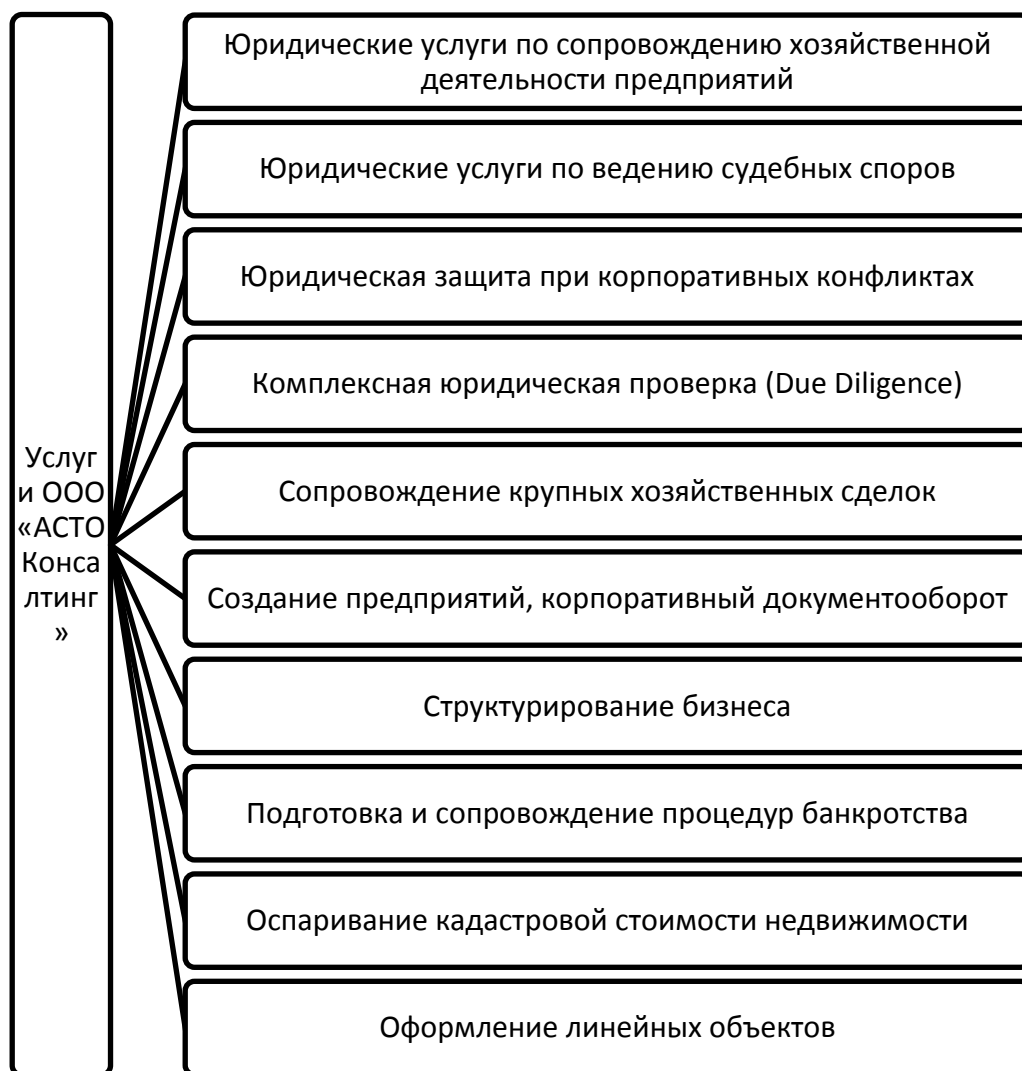 Юридические услуги по сопровождению хозяйственной
деятельности предприятий
Юридические услуги по ведению судебных споров
Юридическая защита при корпоративных конфликтах
Комплексная юридическая проверка (Due Diligence)
Услуг
и ООО
«АСТО
Конса
лтинг
»
Сопровождение крупных хозяйственных сделок
Создание предприятий, корпоративный документооборот
Структурирование бизнеса
Подготовка и сопровождение процедур банкротства
Оспаривание кадастровой стоимости недвижимости
Оформление линейных объектов